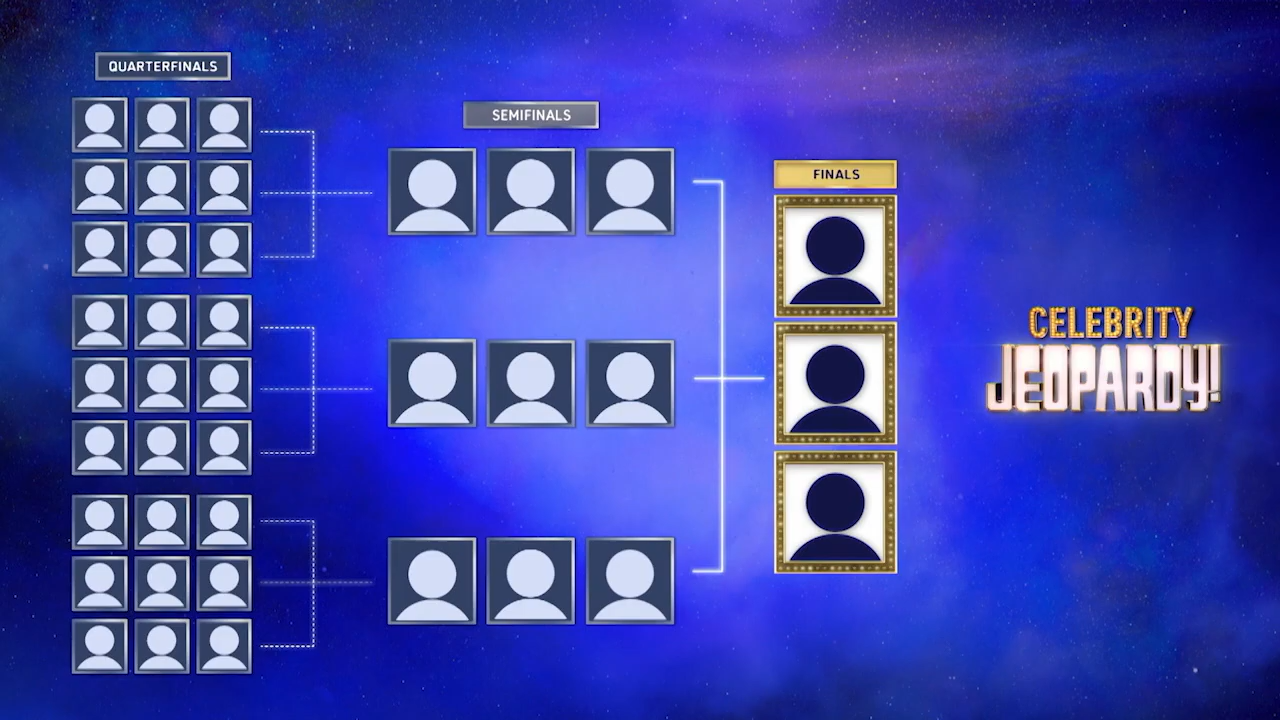 QUARTERFINALS
SEMIFINALS
FINALS
CELEBRITY
JEOPARDY!